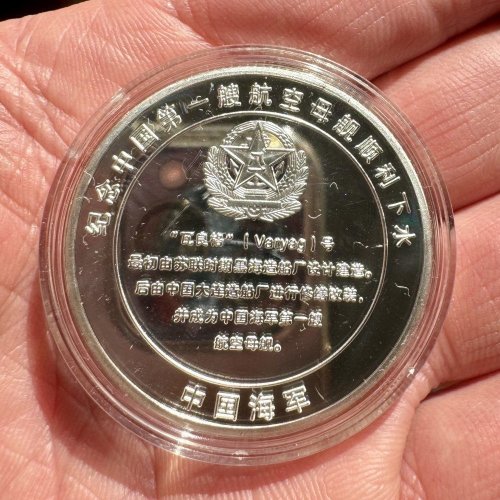 纪念中国第一艘航空母舰顺利下水
“瓦良格”(Varyag)号
最初由苏联时期黑海造船厂设计建造。
后由中国大连造船厂进行修缮改装。
并成为中国海军第一艘
航空母舰。
中国海军